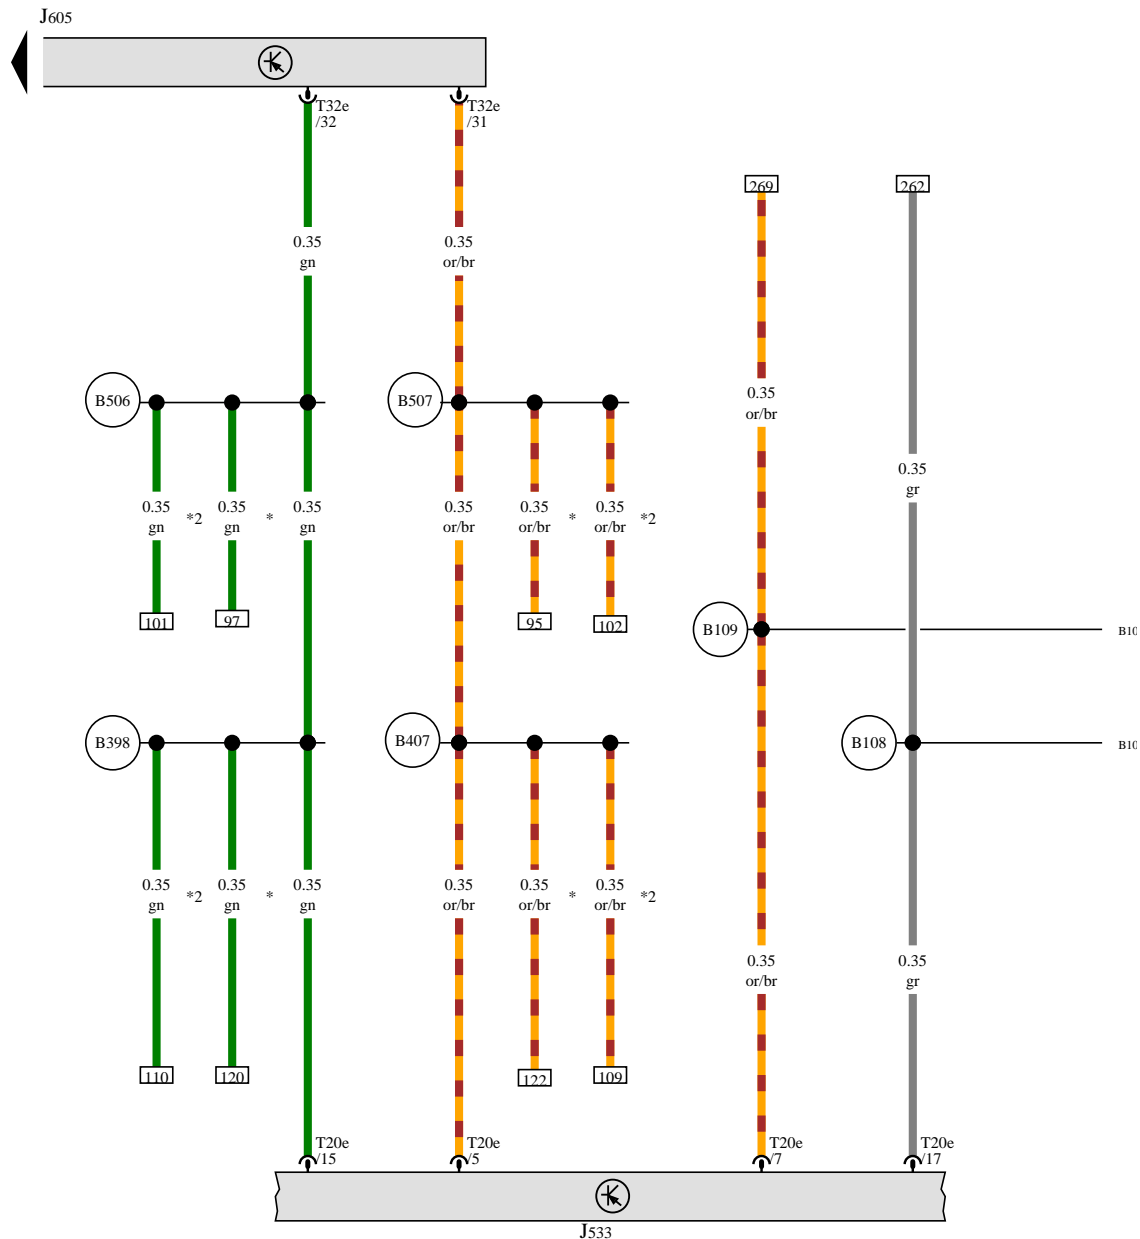 J605
T32e
/32
T32e
/31
269
262
0.35
gn
0.35
or/br
B506
B507
0.35
or/br
0.35
gr
0.35
gn
*2
0.35
gn
*
0.35
gn
0.35
or/br
0.35
or/br
*
0.35
or/br
*2
101
97
95
102
B109
B10
B398
B407
B108
B10
0.35
gn
*2
0.35
gn
*
0.35
gn
0.35
or/br
0.35
or/br
*
0.35
or/br
*2
0.35
or/br
0.35
gr
110
120
122
109
T20e
/15
T20e
/5
T20e
/7
T20e
/17
J533